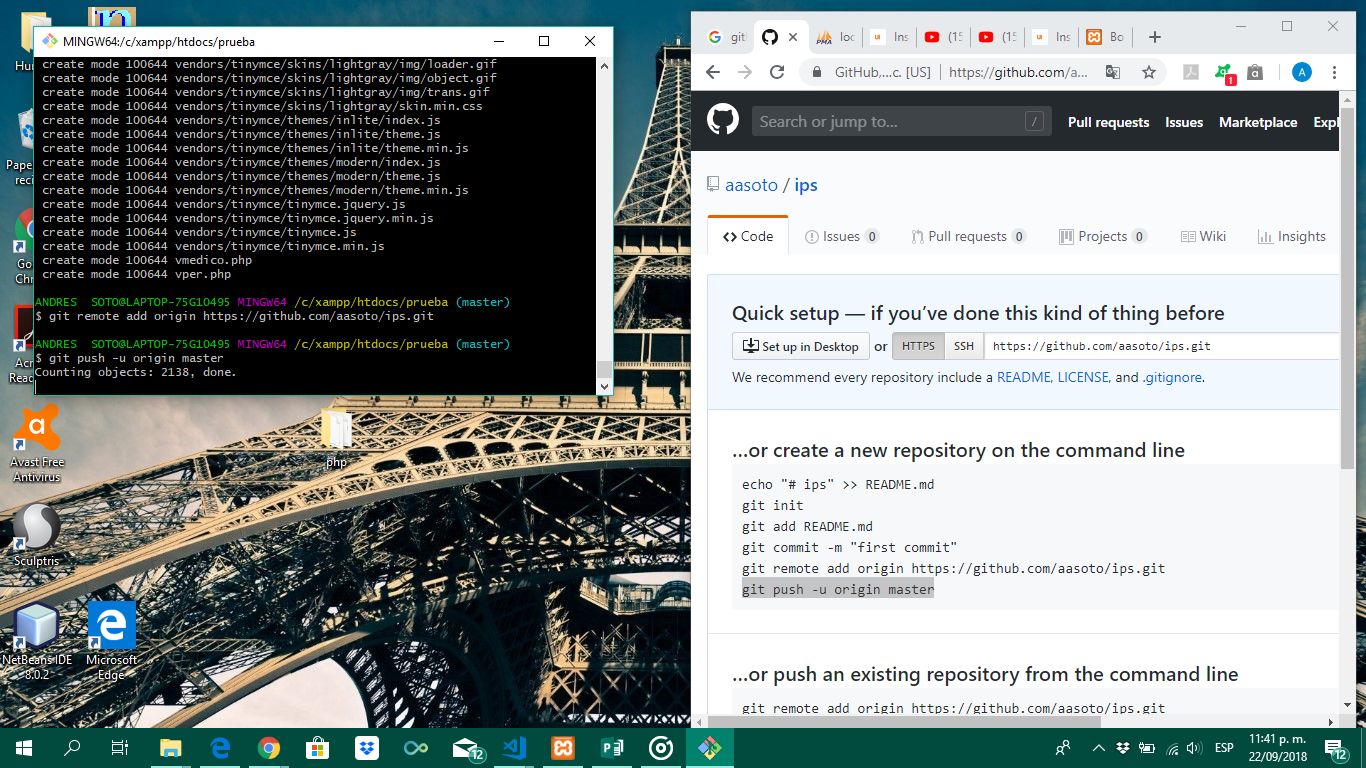 MINGW64:/c/xampp/htdocs/prueba
create mode 100644 vendors/tinymce/skins/lightgray/img/loader.gif
create mode 100644 vendors/tinymce/skins/lightgray/img/object.gif
create mode 100644 vendors/tinymce/skins/lightgray/img/trans.gif
create mode 100644 vendors/tinymce/skins/lightgray/skin.min.css
create mode 100644 vendors/tinymce/themes/inlite/index.js
create mode 100644 vendors/tinymce/themes/inlite/theme.js
create mode 100644 vendors/tinymce/themes/inlite/theme.min.js
create mode 100644 vendors/tinymce/themes/modern/index.js
create mode 100644 vendors/tinymce/themes/modern/theme.js
create mode 100644 vendors/tinymce/themes/modern/theme.min.js
create mode 100644 vendors/tinymce/tinymce.jquery.js
create mode 100644 vendors/tinymce/tinymce.jquery.min.js
create mode 100644 vendors/tinymce/tinymce.js
create mode 100644 vendors/tinymce/tinymce.min.js
create mode 100644 vmedico.php
create mode 100644 vper.php
ANDRES SOTO@LAPTOP-75G1O495 MINGW64 /c/xampp/htdocs/prueba (master)
$ git remote add origin https://github.com/aasoto/ips.git
ANDRES SOTO@LAPTOP-75G1O495 MINGW64 /c/xampp/htdocs/prueba (master)
$ git push -u origin master
Counting objects: 2138, done.
php
Avast Free
Antivirus
Sculptris
NetBeans IDE
8.0.2
Microsoft
Edge
git
loc
Ins
(15
(15
Ins
Bo
GitHub,...c. [US]
https://github.com/a...
1
A
Search or jump to...
/
Pull requests
Issues
Marketplace
Expl
aasoto / ips
Code
Issues 0
Pull requests 0
Projects 0
Wiki
Insights
Quick setup — if you've done this kind of thing before
Set up in Desktop
or
HTTPS
SSH
https://github.com/aasoto/ips.git
We recommend every repository include a README, LICENSE, and .gitignore.
...or create a new repository on the command line
echo "# ips" >> README.md
git init
git add README.md
git commit -m "first commit"
git remote add origin https://github.com/aasoto/ips.git
git push -u origin master
...or push an existing repository from the command line
git remote add origin https://github.com/aasoto/ips.git
12
ESP
11:41 p. m.
22/09/2018
12